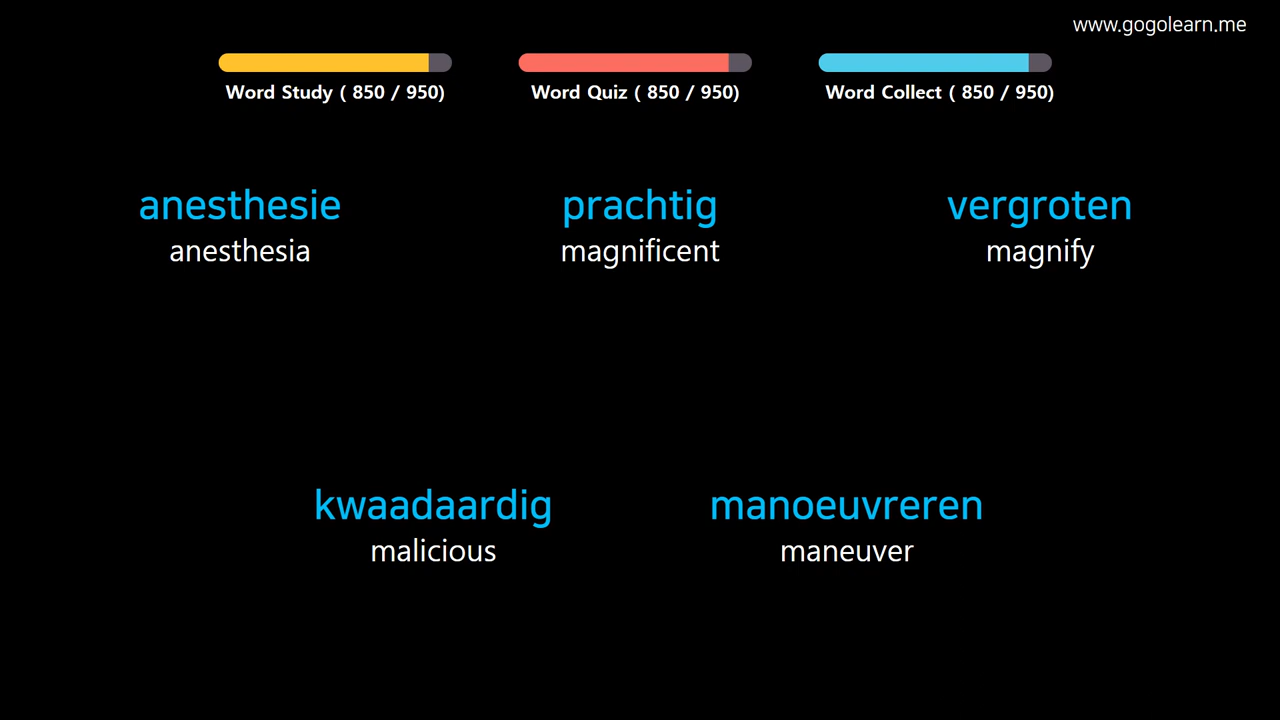 www.gogolearn.me
Word Study ( 850 / 950)
Word Quiz ( 850 / 950)
Word Collect ( 850 / 950)
anesthesie
anesthesia
prachtig
magnificent
vergroten
magnify
kwaadaardig
malicious
manoeuvreren
maneuver